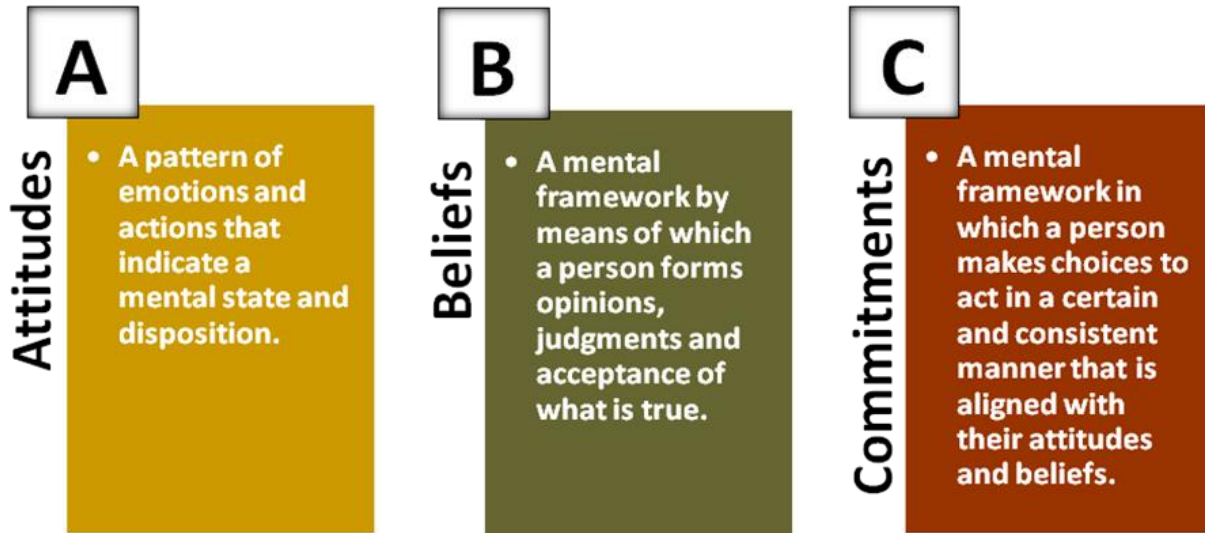 A
Attitudes
• A pattern of
emotions and
actions that
indicate a
mental state and
disposition.
B
Beliefs
• A mental
framework by
means of which
a person forms
opinions,
judgments and
acceptance of
what is true.
C
Commitments
• A mental
framework in
which a person
makes choices to
act in a certain
and consistent
manner that is
aligned with
their attitudes
and beliefs.